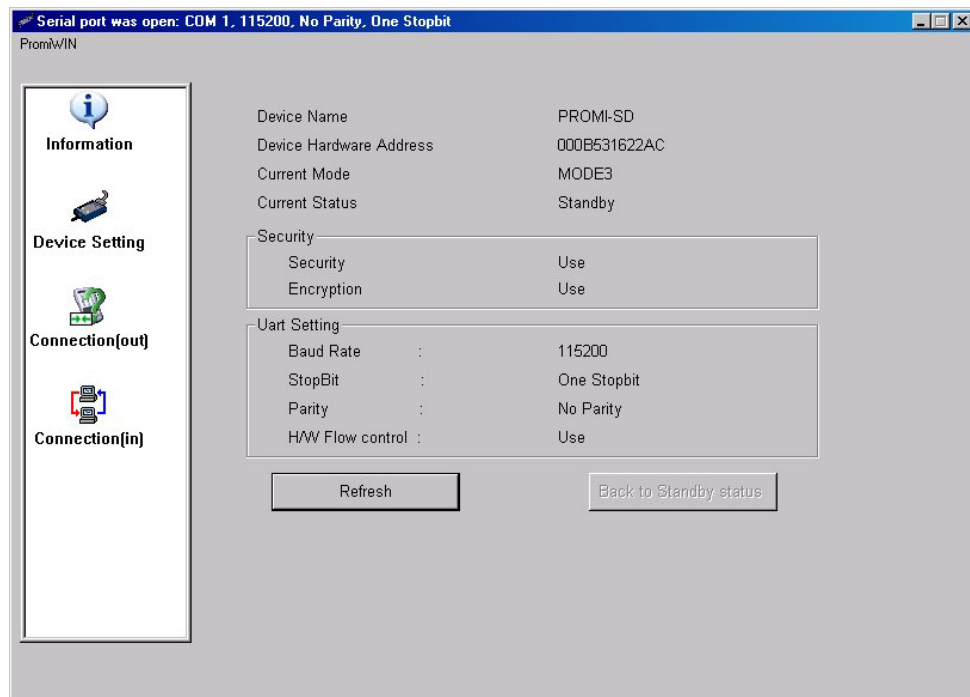 Serial port was open: COM 1, 115200, No Parity, One Stopbit
PromiWIN
Information
Device Setting
Connection(out)
Connection(in)
Device Name PROMI-SD
Device Hardware Address 000B531622AC
Current Mode MODE3
Current Status Standby
Security
Security Use
Encryption Use
Uart Setting
Baud Rate : 115200
StopBit : One Stopbit
Parity : No Parity
H/W Flow control : Use
Refresh Back to Standby status